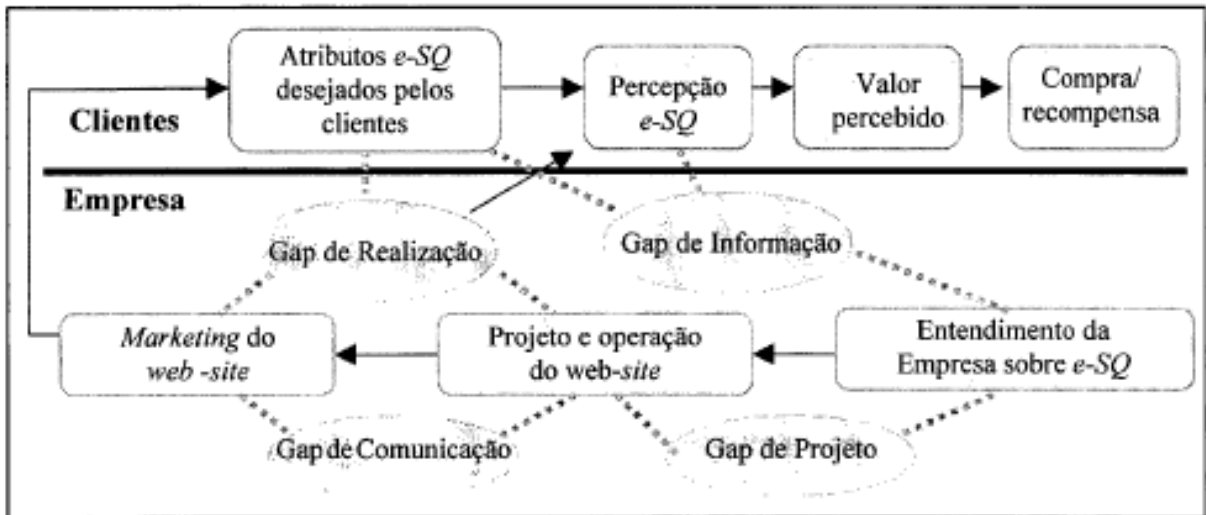 Atributos e-SQ
desejados pelos
clientes
Percepção
e-SQ
Valor
percebido
Compra/
recompensa
Clientes
Empresa
Gap de Realização
Gap de Informação
Marketing do
web -site
Projeto e operação
do web-site
Entendimento da
Empresa sobre e-SQ
Gap de Comunicação
Gap de Projeto